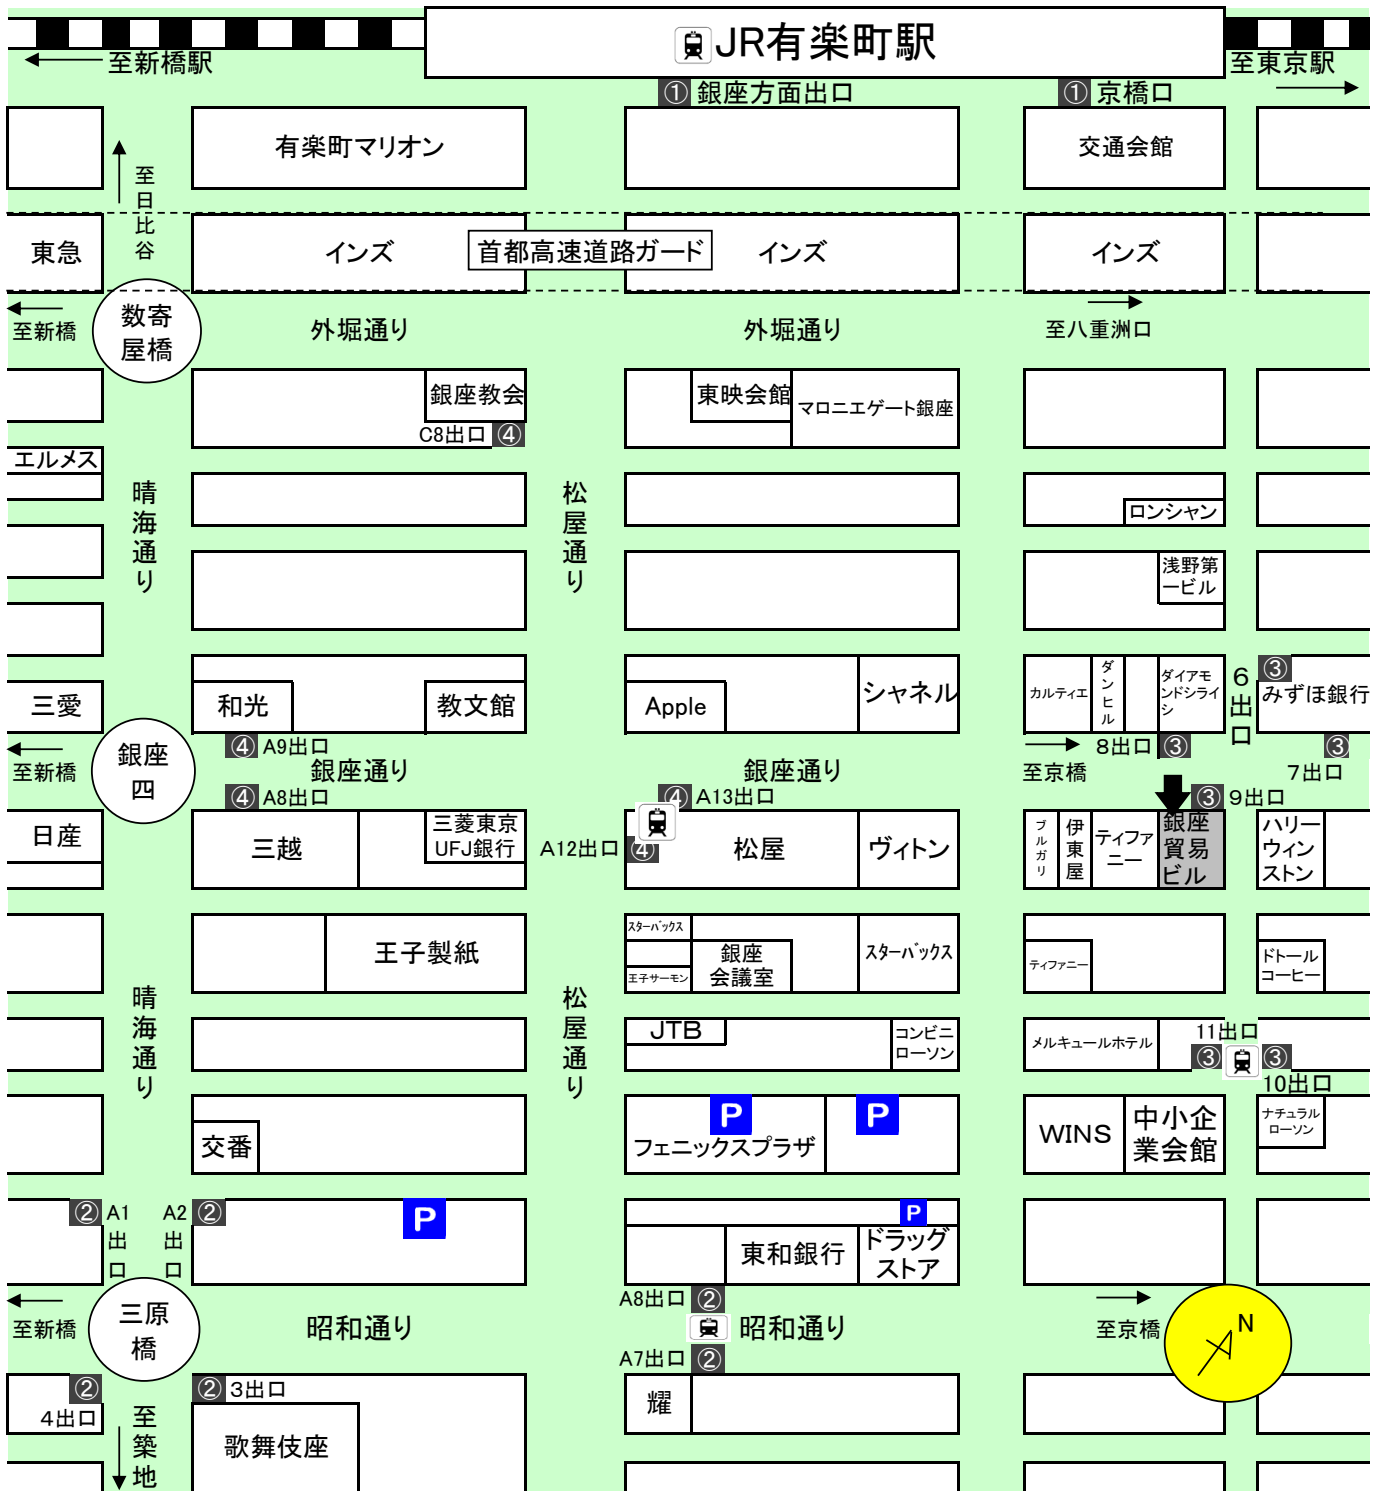 JR有楽町駅
至新橋駅
至東京駅
① 銀座方面出口
① 京橋口
有楽町マリオン
交通会館
至日比谷
東急
インズ
首都高速道路ガード
インズ
インズ
至新橋
数寄
屋橋
外堀通り
外堀通り
至八重洲口
銀座教会
C8出口 ④
東映会館
マロニエゲート銀座
エルメス
晴海通り
松屋通り
ロンシャン
浅野第
一ビル
三愛
和光
教文館
Apple
シャネル
カルティエ
ダンヒル
ダイアモ
ンドシライ
シ
6出口
③
みずほ銀行
④ A9出口
8出口 ③
③
7出口
至新橋
銀座
四
銀座通り
銀座通り
至京橋
④ A8出口
④ A13出口
③ 9出口
日産
三越
三菱東京
UFJ銀行
A12出口 ④
松屋
ヴィトン
ブルガリ
伊東屋
ティファ
ニー
銀座
貿易
ビル
ハリー
ウィン
ストン
王子製紙
スターバックス
王子サーモン
銀座
会議室
スターバックス
ティファニー
ドトール
コーヒー
晴海通り
松屋通り
JTB
コンビニ
ローソン
メルキュールホテル
11出口
③
③
10出口
交番
P
フェニックスプラザ
P
WINS
中小企
業会館
ナチュラル
ローソン
② A1出口
A2出口 ②
P
P
東和銀行
ドラッグ
ストア
A8出口 ②
至新橋
三原
橋
昭和通り
昭和通り
至京橋
N
A7出口 ②
②
4出口
② 3出口
耀
至築地
歌舞伎座